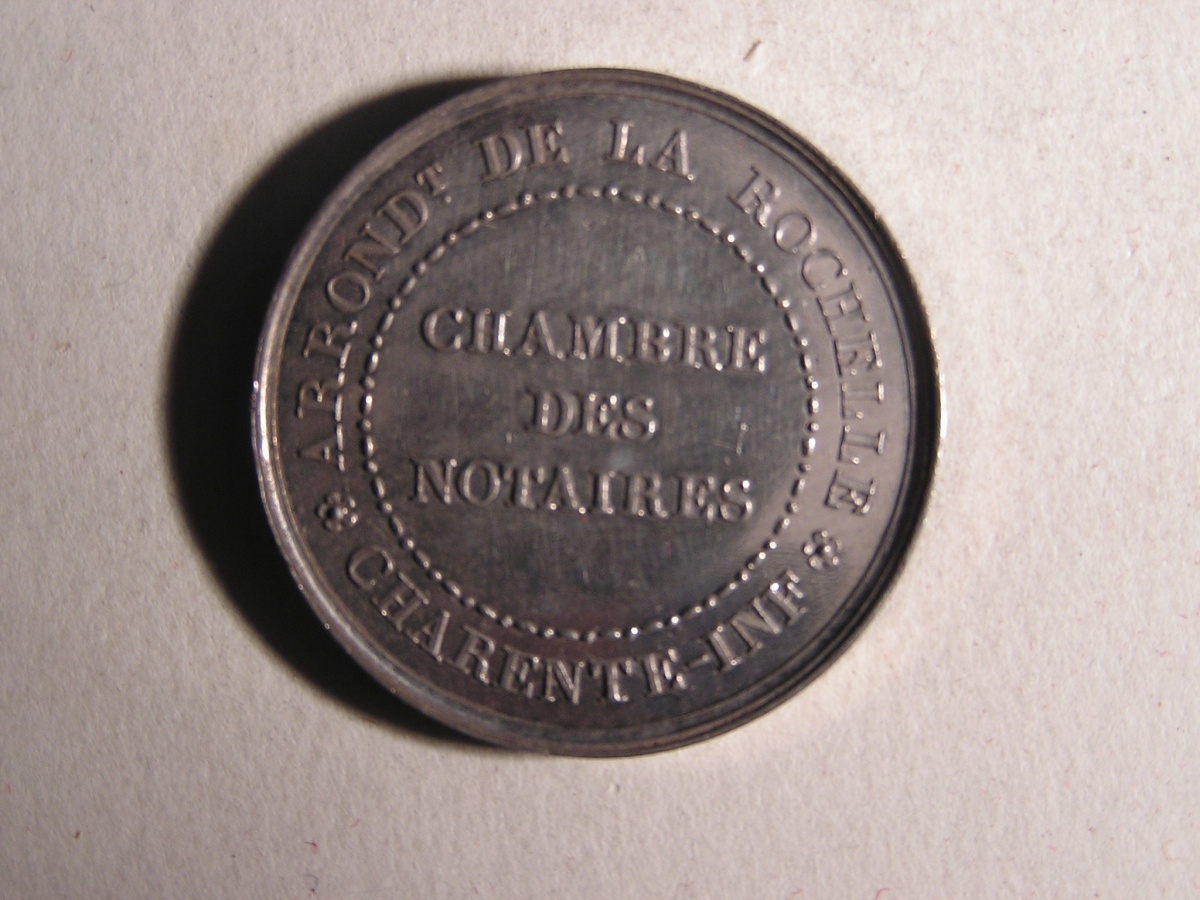 ARRONDT DE LA ROCHELLE
CHAMBRE
DES
NOTAIRES
CHARENTE-INF